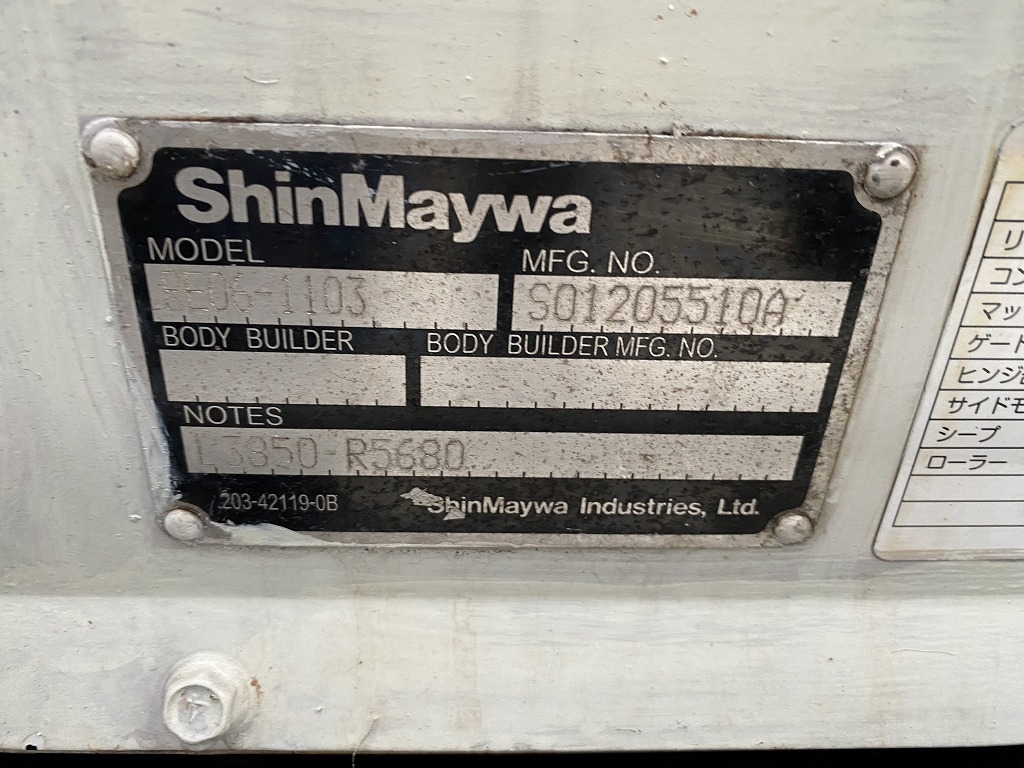 ShinMaywa
MODEL MFG. NO.
RE06-1103 S01205510A
BODY BUILDER BODY BUILDER MFG. NO.
NOTES
L3850-R5680
203-42119-0B ShinMaywa Industries, Ltd.
リ
コン
マッ
ゲート
ヒンジ
サイドモ
シープ
ローラー